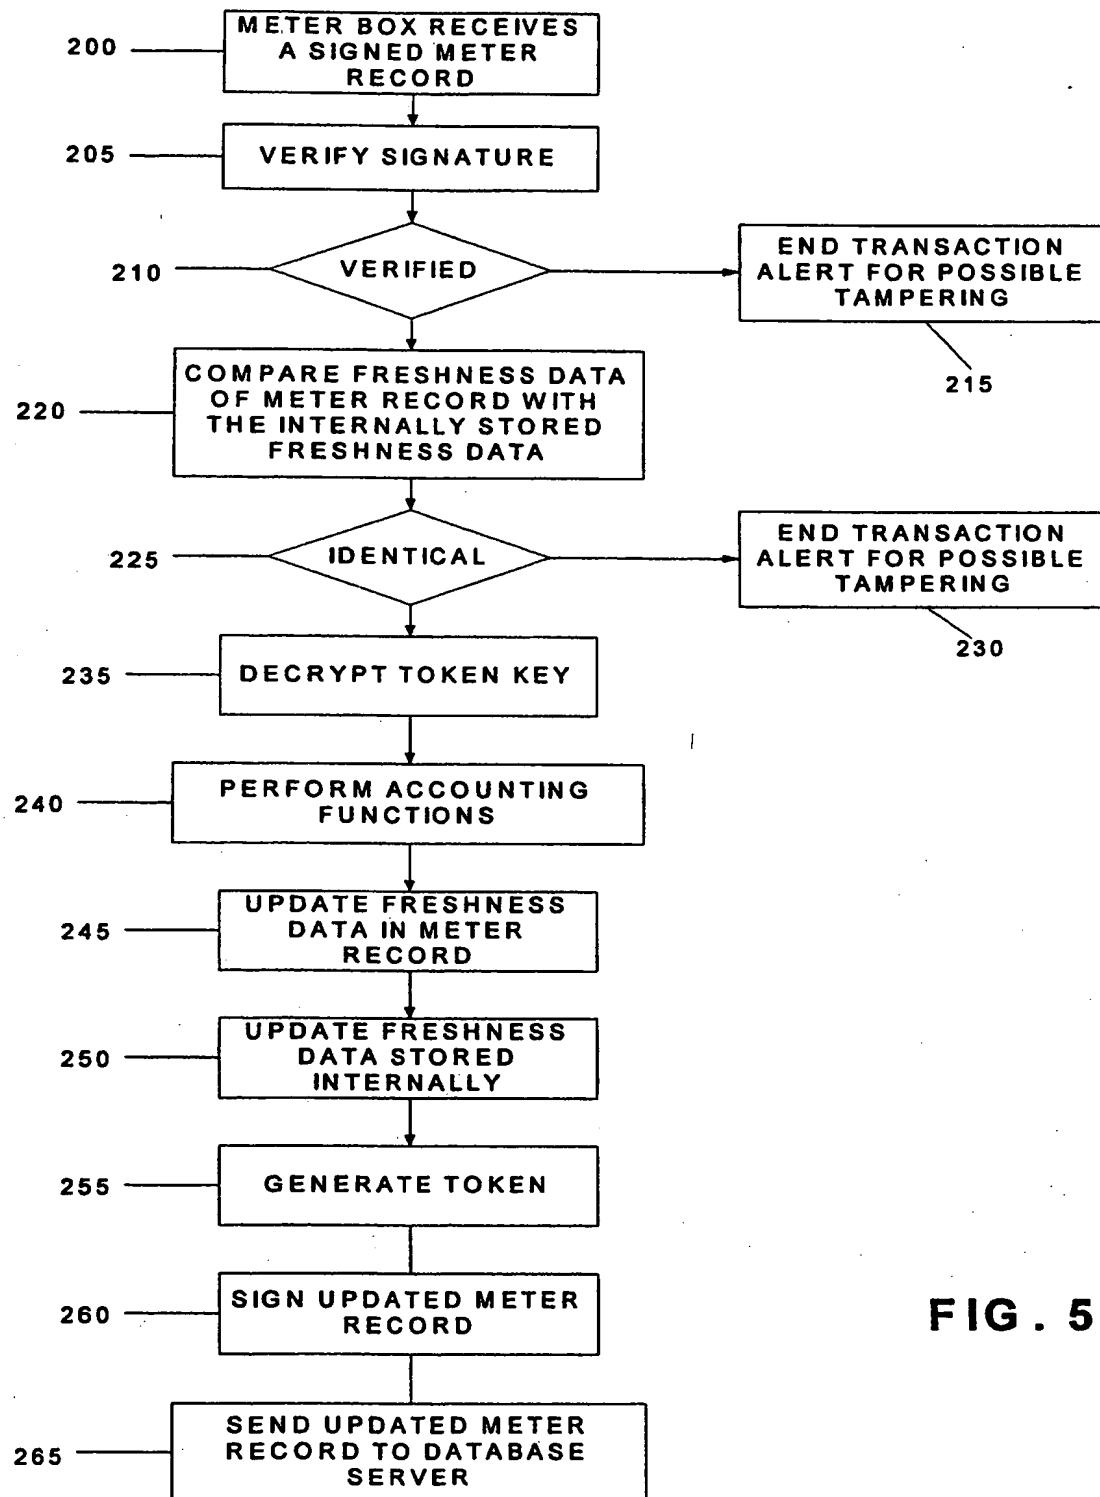 200
METER BOX RECEIVES
A SIGNED METER
RECORD
205
VERIFY SIGNATURE
210
VERIFIED
END TRANSACTION
ALERT FOR POSSIBLE
TAMPERING
215
220
COMPARE FRESHNESS DATA
OF METER RECORD WITH
THE INTERNALLY STORED
FRESHNESS DATA
225
IDENTICAL
END TRANSACTION
ALERT FOR POSSIBLE
TAMPERING
230
235
DECRYPT TOKEN KEY
240
PERFORM ACCOUNTING
FUNCTIONS
245
UPDATE FRESHNESS
DATA IN METER
RECORD
250
UPDATE FRESHNESS
DATA STORED
INTERNALLY
255
GENERATE TOKEN
260
SIGN UPDATED METER
RECORD
265
SEND UPDATED METER
RECORD TO DATABASE
SERVER
FIG. 5